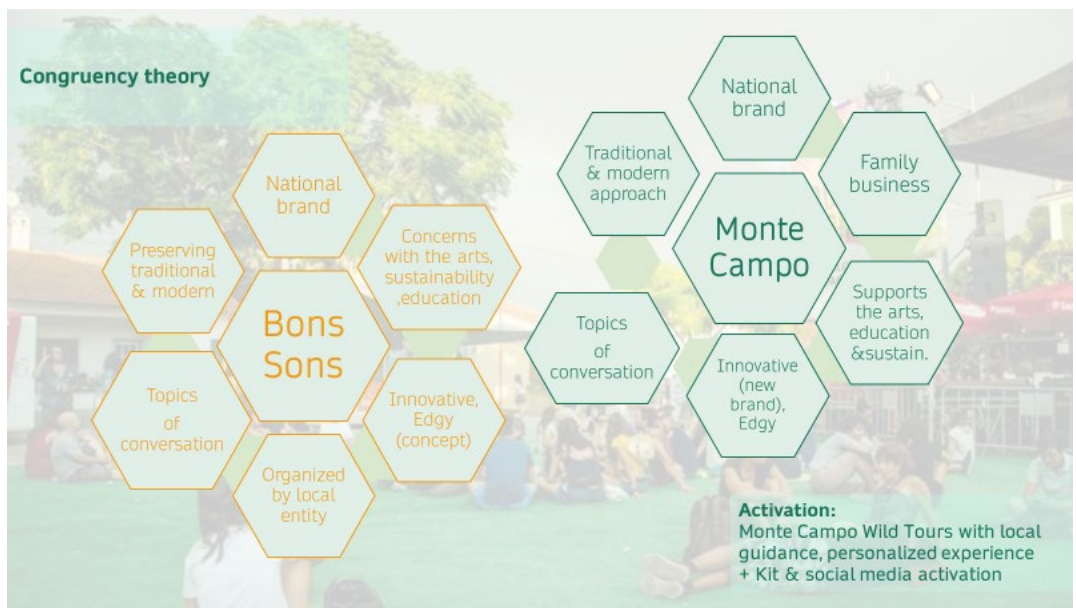 Congruency theory
National
brand
Preserving
traditional
& modern
Concerns
with the arts,
sustainability
,education
Bons
Sons
Topics
of
conversation
Innovative,
Edgy
(concept)
Organized
by local
entity
National
brand
Traditional
& modern
approach
Family
business
Monte
Campo
Topics
of
conversation
Supports
the arts,
education
&sustain.
Innovative
(new
brand),
Edgy
Activation:
Monte Campo Wild Tours with local
guidance, personalized experience
+ Kit & social media activation